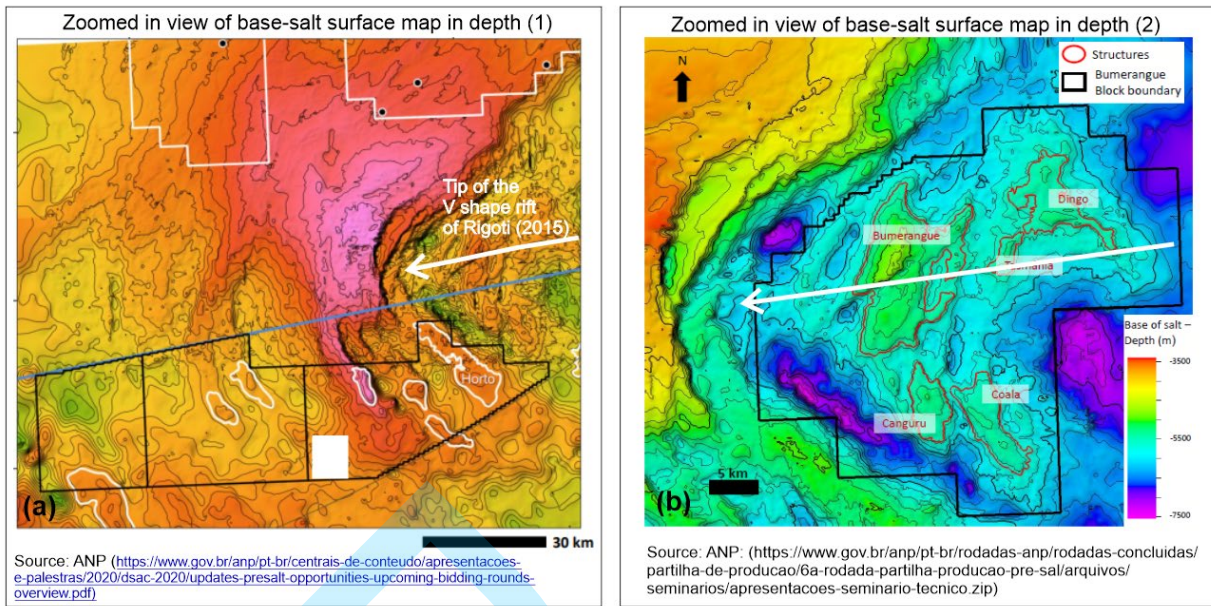 Zoomed in view of base-salt surface map in depth (1)
Tip of the
V shape rift
of Rigoti (2015)
Horto
(a)
30 km
Source: ANP (https://www.gov.br/anp/pt-br/centrais-de-conteudo/apresentacoes-
e-palestras/2020/dsac-2020/updates-presalt-opportunities-upcoming-bidding-rounds-
overview.pdf)
Zoomed in view of base-salt surface map in depth (2)
N
Structures
Bumerangue
Block boundary
Dingo
Bumerangue
Tasmania
Base of salt –
Depth (m)
-3500
-5500
-7500
Coala
Canguru
5 km
(b)
Source: ANP: (https://www.gov.br/anp/pt-br/rodadas-anp/rodadas-concluidas/
partilha-de-producao/6a-rodada-partilha-producao-pre-sal/arquivos/
seminarios/apresentacoes-seminario-tecnico.zip)